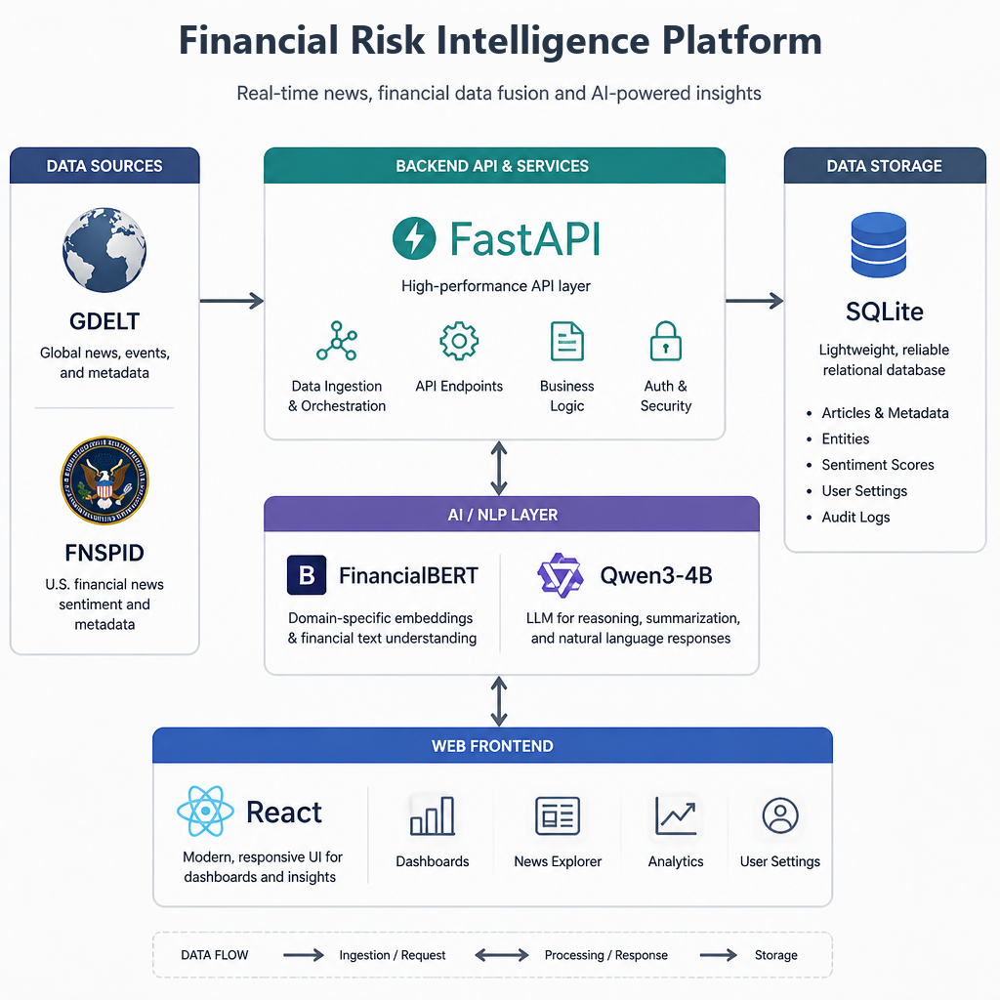 Financial Risk Intelligence Platform
Real-time news, financial data fusion and AI-powered insights
DATA SOURCES
GDELT
Global news, events,
and metadata
FNSPID
U.S. financial news
sentiment and
metadata
BACKEND API & SERVICES
FastAPI
High-performance API layer
Data Ingestion
& Orchestration
API Endpoints
Business
Logic
Auth &
Security
DATA STORAGE
SQLite
Lightweight, reliable
relational database
• Articles & Metadata
• Entities
• Sentiment Scores
• User Settings
• Audit Logs
AI / NLP LAYER
B
FinancialBERT
Domain-specific embeddings
& financial text understanding
Qwen3-4B
LLM for reasoning, summarization,
and natural language responses
WEB FRONTEND
React
Modern, responsive UI for
dashboards and insights
Dashboards
News Explorer
Analytics
User Settings
DATA FLOW
Ingestion / Request
Processing / Response
Storage